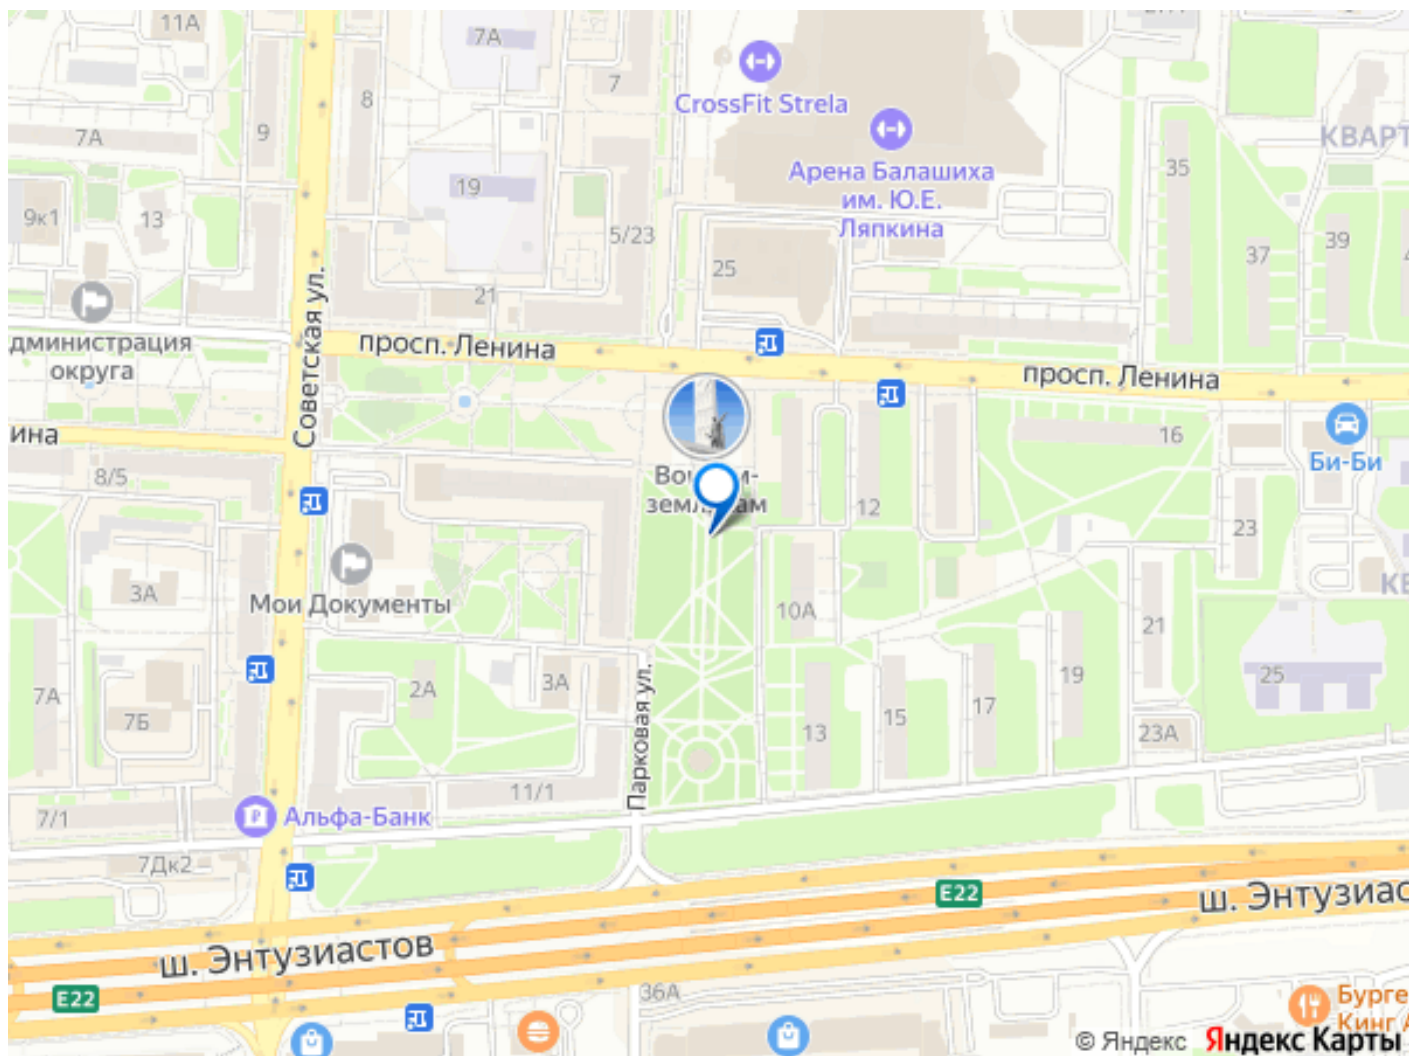 11А
7А
7
8
9
7А
CrossFit Strela
Арена Балашиха
им. Ю.Е.
Ляпкина
КВАРТ
35
19
9к1
13
5/23
25
37
39
21
Советская ул.
просп. Ленина
дминистрация
округа
просп. Ленина
ина
16
Би-Би
8/5
12
23
3А
Мои Документы
10А
21
КВ
7А
2А
3А
Парковая ул.
13
15
17
19
25
7Б
23А
11/1
7/1
Альфа-Банк
7Дк2
E22
ш. Энтузиастов
ш. Энтузиас
E22
36А
Бурге
Кинг А
© Яндекс Яндекс Карты